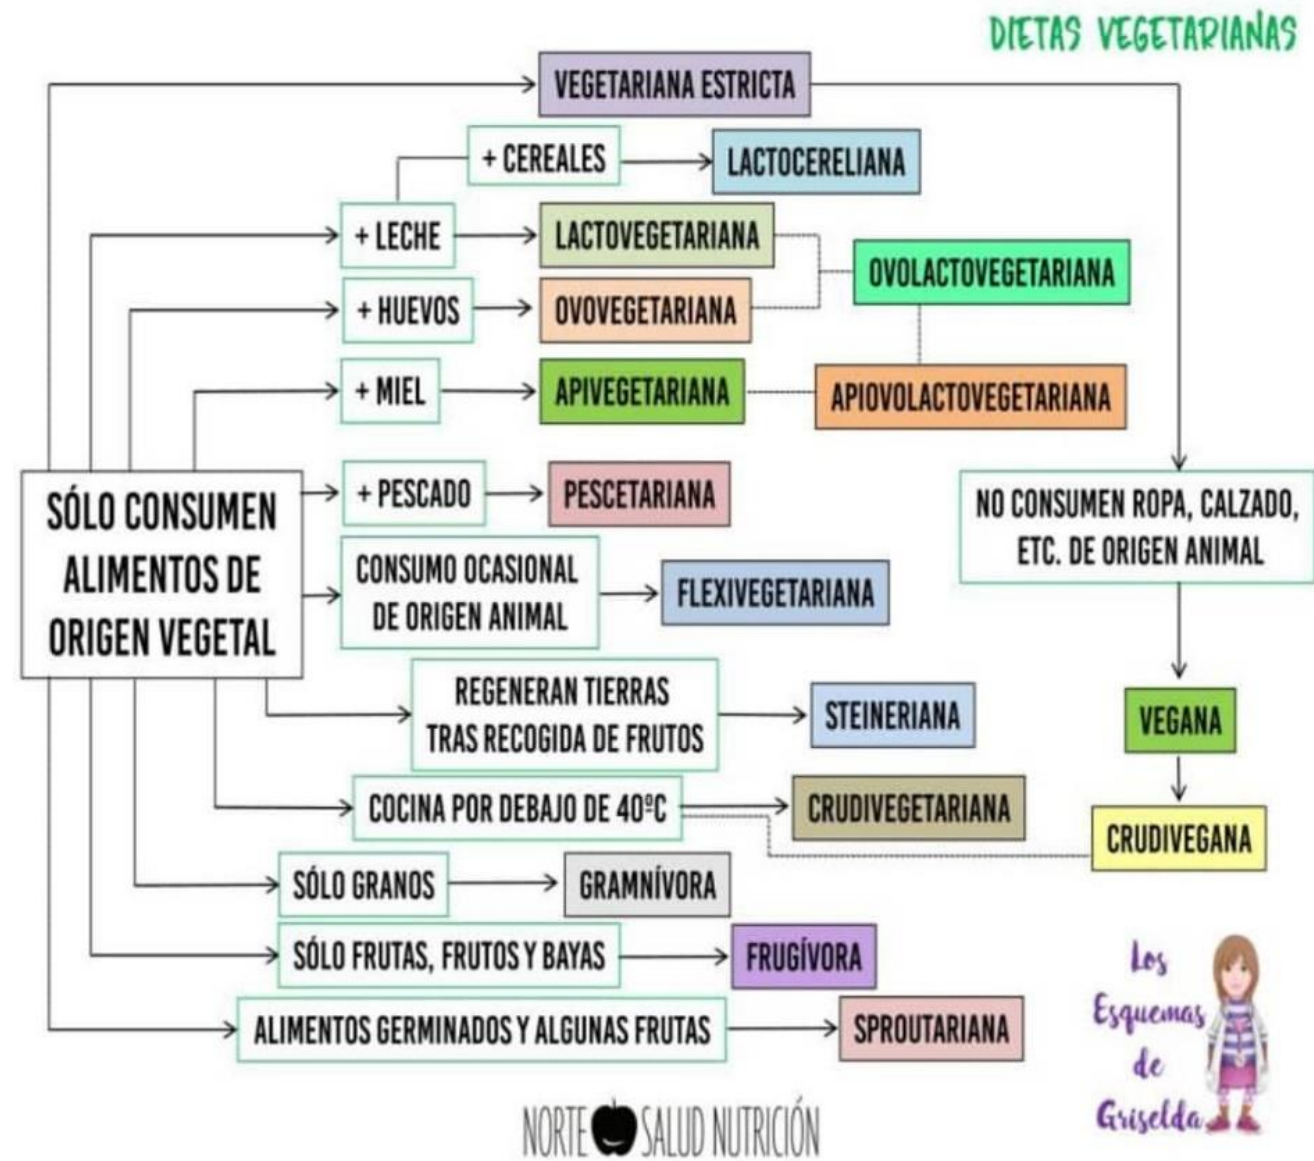 DIETAS VEGETARIANAS
VEGETARIANA ESTRICTA
+ CEREALES
LACTOCERELIANA
+ LECHE
LACTOVEGETARIANA
OVOLACTOVEGETARIANA
+ HUEVOS
OVOVEGETARIANA
+ MIEL
APIVEGETARIANA
APIOVOLACTOVEGETARIANA
SÓLO CONSUMEN
ALIMENTOS DE
ORIGEN VEGETAL
+ PESCADO
PESCETARIANA
NO CONSUMEN ROPA, CALZADO,
ETC. DE ORIGEN ANIMAL
CONSUMO OCASIONAL
DE ORIGEN ANIMAL
FLEXIVEGETARIANA
REGENERAN TIERRAS
TRAS RECOGIDA DE FRUTOS
STEINERIANA
VEGANA
COCINA POR DEBAJO DE 40ºC
CRUDIVEGETARIANA
CRUDIVEGANA
SÓLO GRANOS
GRAMNÍVORA
SÓLO FRUTAS, FRUTOS Y BAYAS
FRUGÍVORA
ALIMENTOS GERMINADOS Y ALGUNAS FRUTAS
SPROUTARIANA
Los
Esquemas
de
Griselda
NORTE SALUD NUTRICIÓN